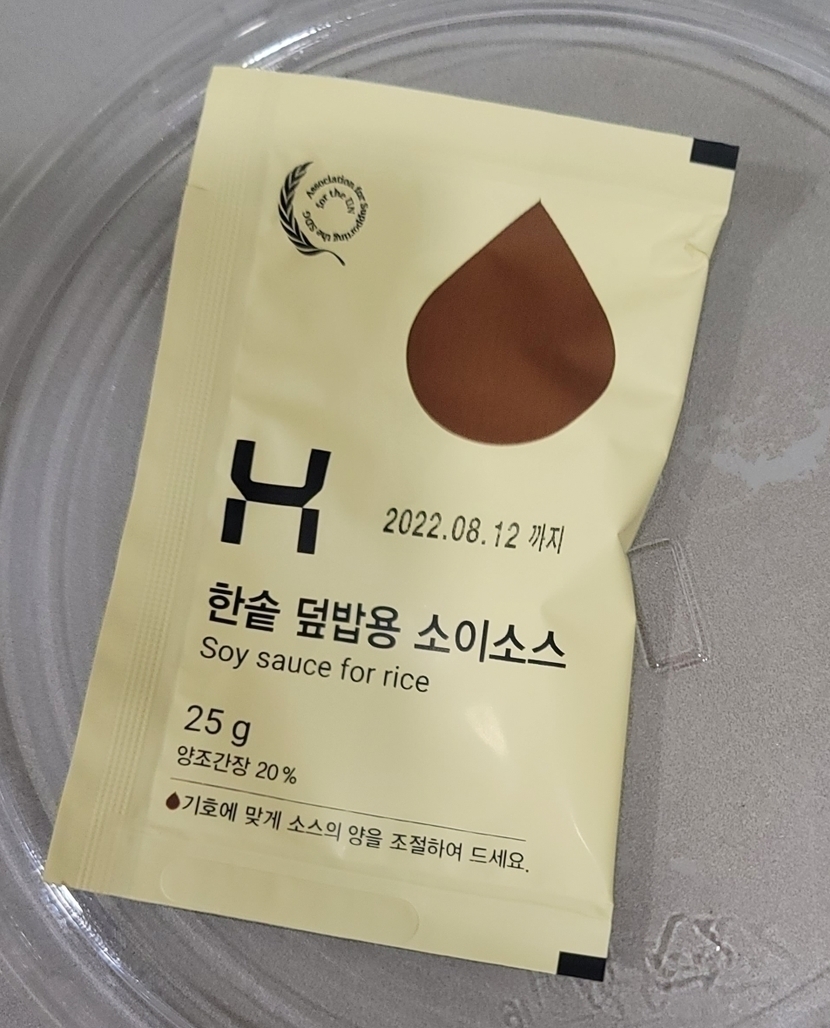 Association for Supporting the SDG
for the UN
2022.08.12 까지
한솥 덮밥용 소이소스
Soy sauce for rice
25 g
양조간장 20 %
기호에 맞게 소스의 양을 조절하여 드세요.